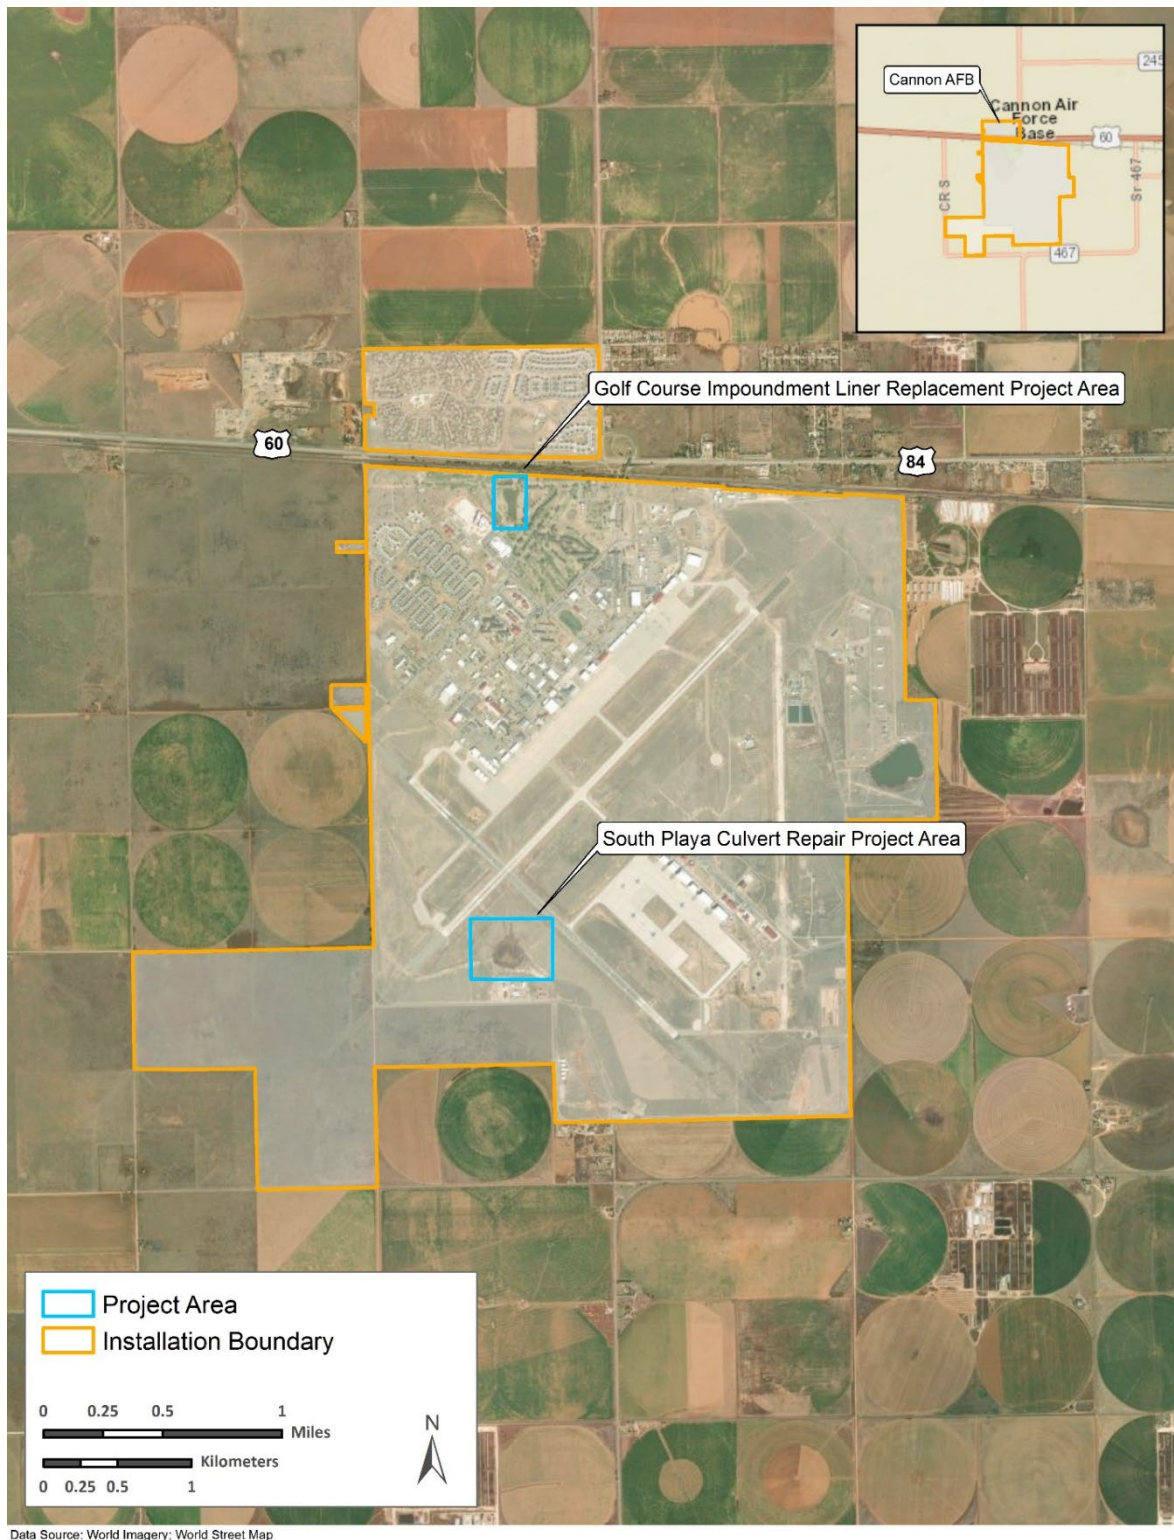 Cannon AFB
Cannon Air
Force
Base
245
60
CR S
Sr 467
467
Golf Course Impoundment Liner Replacement Project Area
60
84
South Playa Culvert Repair Project Area
Project Area
Installation Boundary
0 0.25 0.5 1
Miles
Kilometers
0 0.25 0.5 1
N
Data Source: World Imagery; World Street Map